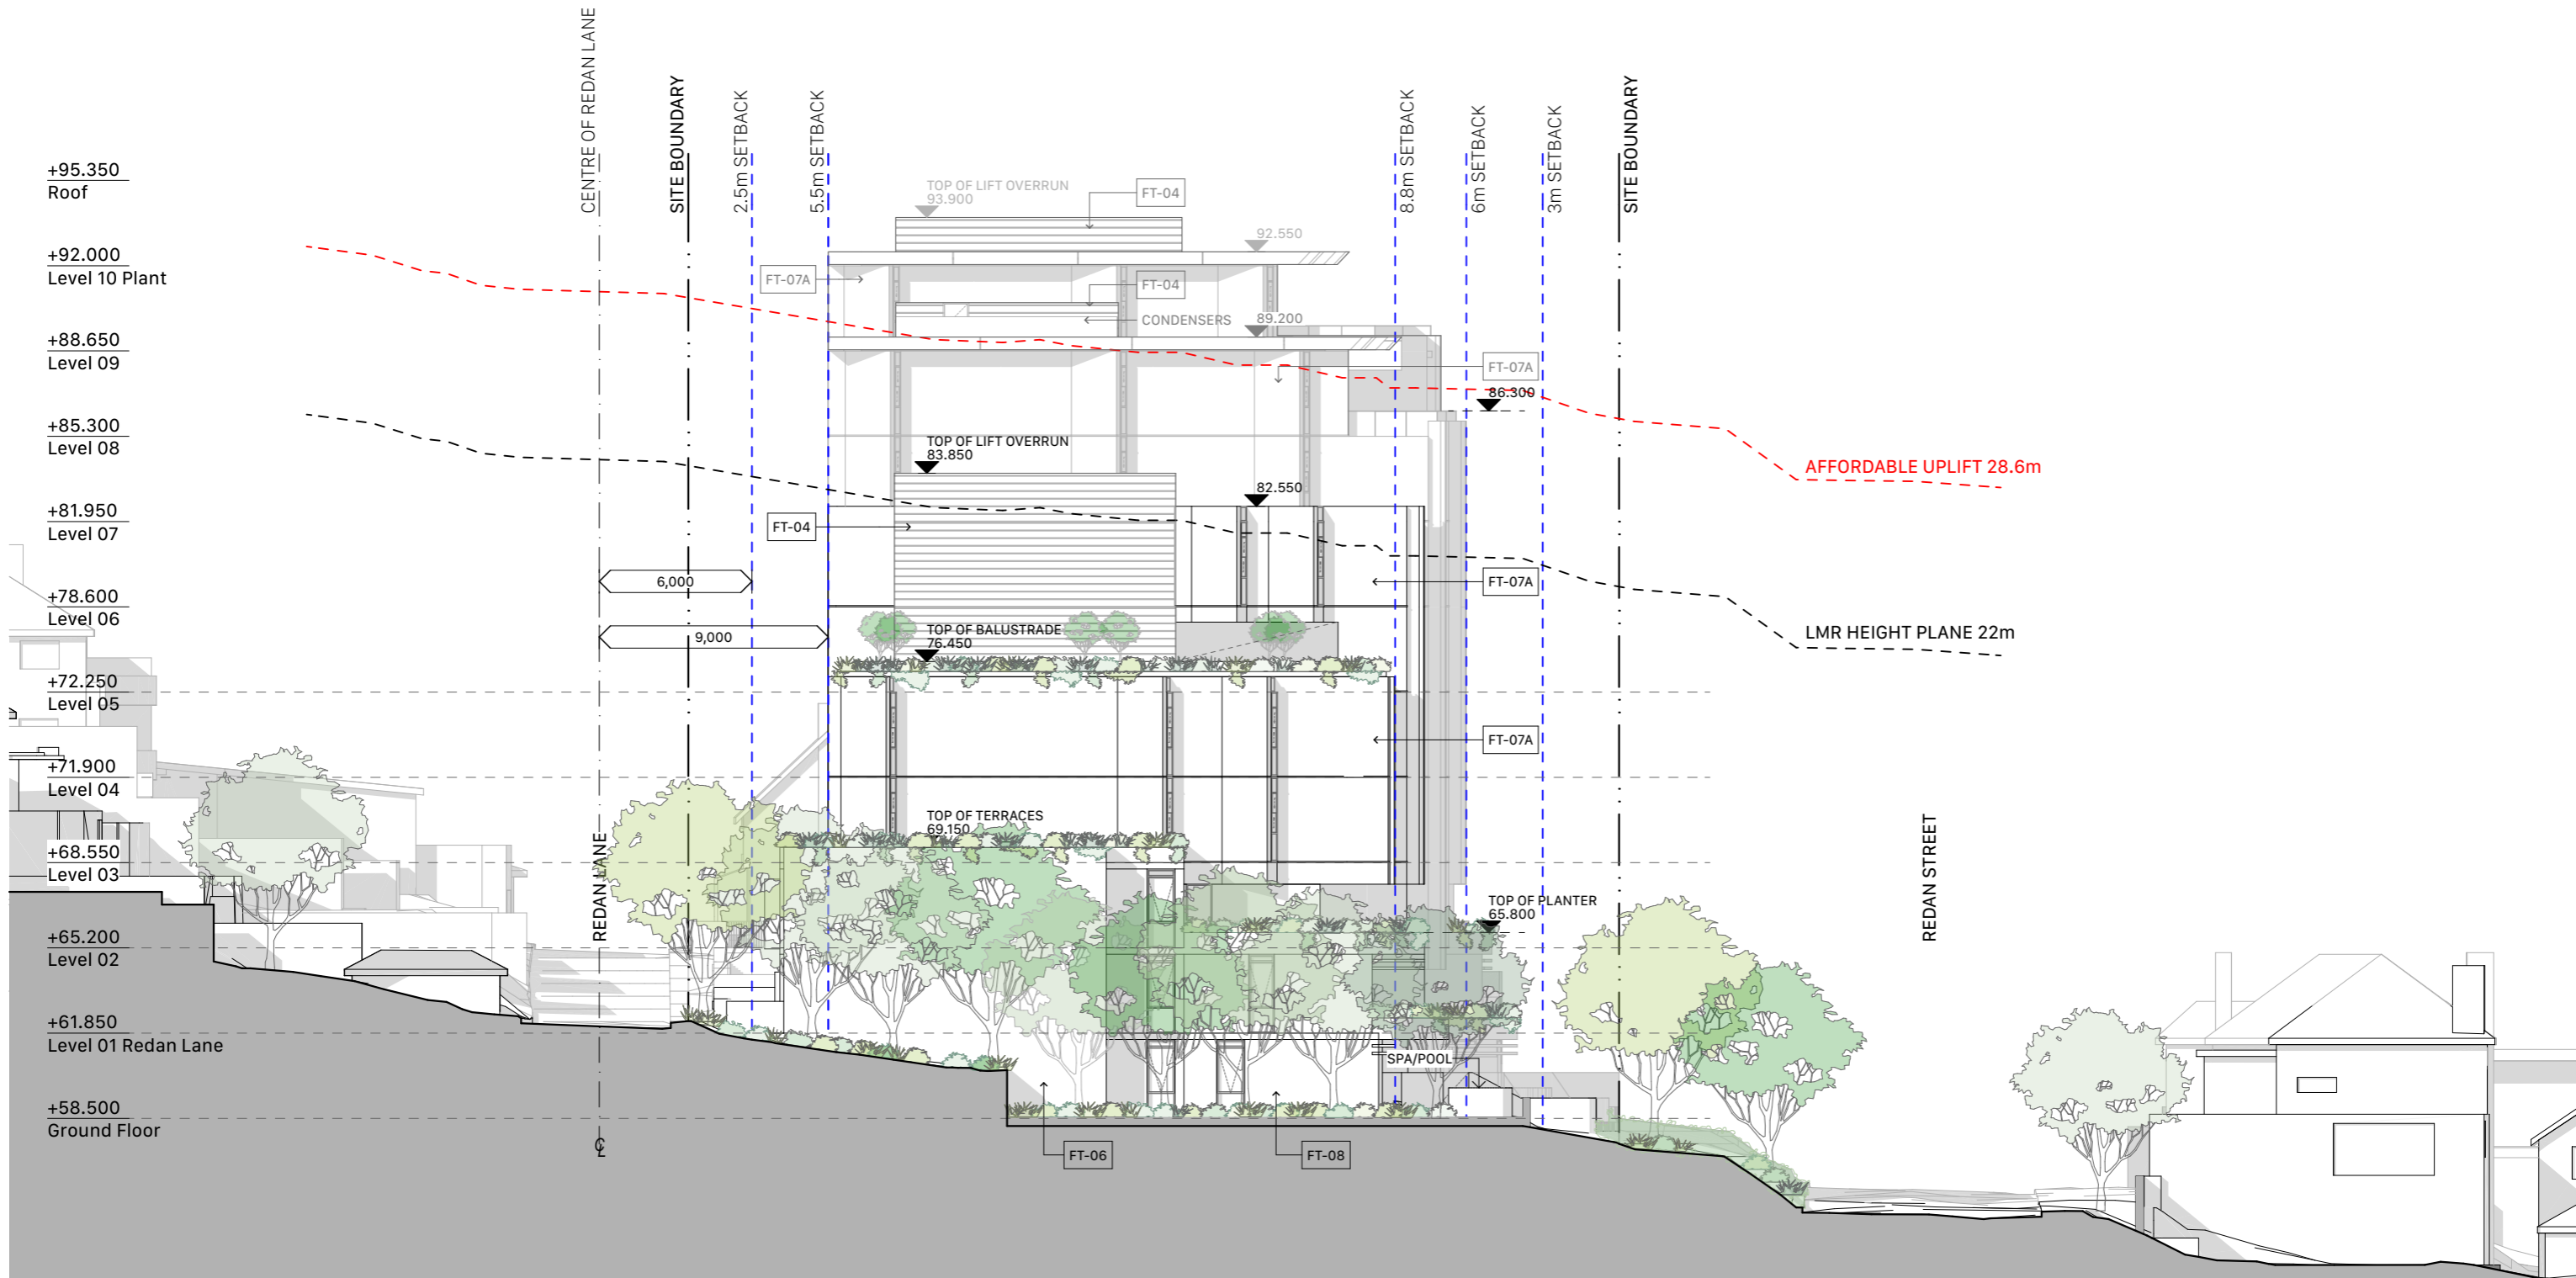 CENTRE OF REDAN LANE
SITE BOUNDARY
2.5m SETBACK
5.5m SETBACK
8.8m SETBACK
6m SETBACK
3m SETBACK
SITE BOUNDARY
+95.350
Roof
TOP OF LIFT OVERRUN
93.900
FT-04
92.550
+92.000
Level 10 Plant
FT-07A
FT-04
CONDENSERS
89.200
+88.650
Level 09
FT-07A
86.300
+85.300
Level 08
TOP OF LIFT OVERRUN
83.850
AFFORDABLE UPLIFT 28.6m
82.550
+81.950
Level 07
FT-04
6,000
FT-07A
+78.600
Level 06
9,000
TOP OF BALUSTRADE
76.450
LMR HEIGHT PLANE 22m
+72.250
Level 05
FT-07A
+71.900
Level 04
TOP OF TERRACES
69.150
+68.550
Level 03
REDAN LANE
REDAN STREET
TOP OF PLANTER
65.800
+65.200
Level 02
+61.850
Level 01 Redan Lane
SPA/POOL
+58.500
Ground Floor
℄
FT-06
FT-08